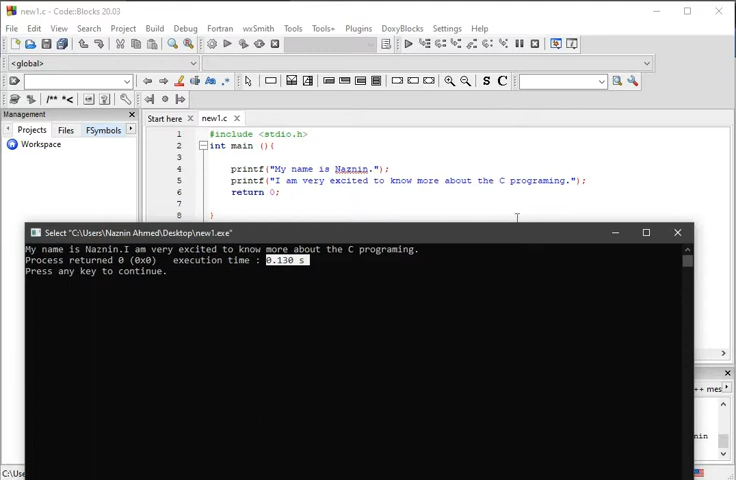 new1.c - Code::Blocks 20.03
File Edit View Search Project Build Debug Fortran wxSmith Tools Tools+ Plugins DoxyBlocks Settings Help
<global>
/** *<
S C
Management
Projects Files FSymbols
Workspace
Start here new1.c
1 #include <stdio.h>
2 int main (){
3
4 printf("My name is Naznin.");
5 printf("I am very excited to know more about the C programing.");
6 return 0;
7
8 }
Select "C:\Users\Naznin Ahmed\Desktop\new1.exe"
My name is Naznin.I am very excited to know more about the C programing.
Process returned 0 (0x0) execution time : 0.130 s
Press any key to continue.
++ mes
nin
C:\Use